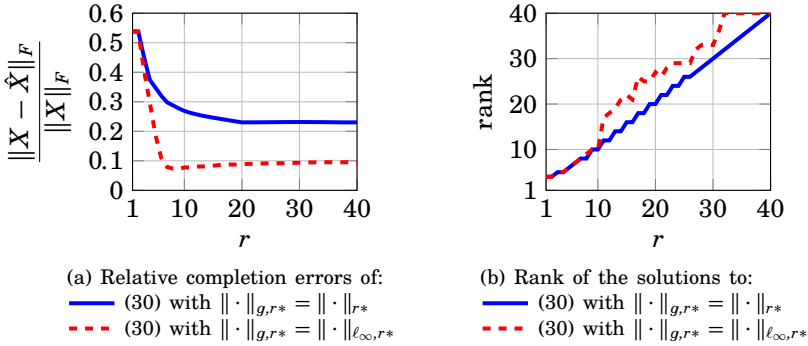 0.6
0.5
0.4
0.3
0.2
0.1
0
‖X − X̂‖_F / ‖X‖_F
1 10 20 30 40
r
40
30
20
10
1
rank
1 10 20 30 40
r
(a) Relative completion errors of:
(30) with ‖ · ‖_{g,r∗} = ‖ · ‖_{r∗}
(30) with ‖ · ‖_{g,r∗} = ‖ · ‖_{ℓ∞,r∗}
(b) Rank of the solutions to:
(30) with ‖ · ‖_{g,r∗} = ‖ · ‖_{r∗}
(30) with ‖ · ‖_{g,r∗} = ‖ · ‖_{ℓ∞,r∗}